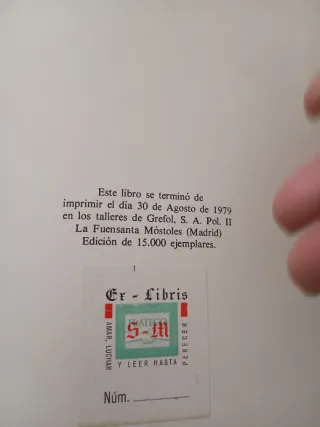 Este libro se terminó de
imprimir el día 30 de Agosto de 1979
en los talleres de Grefol, S. A. Pol. II
La Fuensanta Móstoles (Madrid)
Edición de 15.000 ejemplares.
Ex - Libris
AMAR, LUCHAR
S-M
PERECER
Y LEER HASTA
Núm.